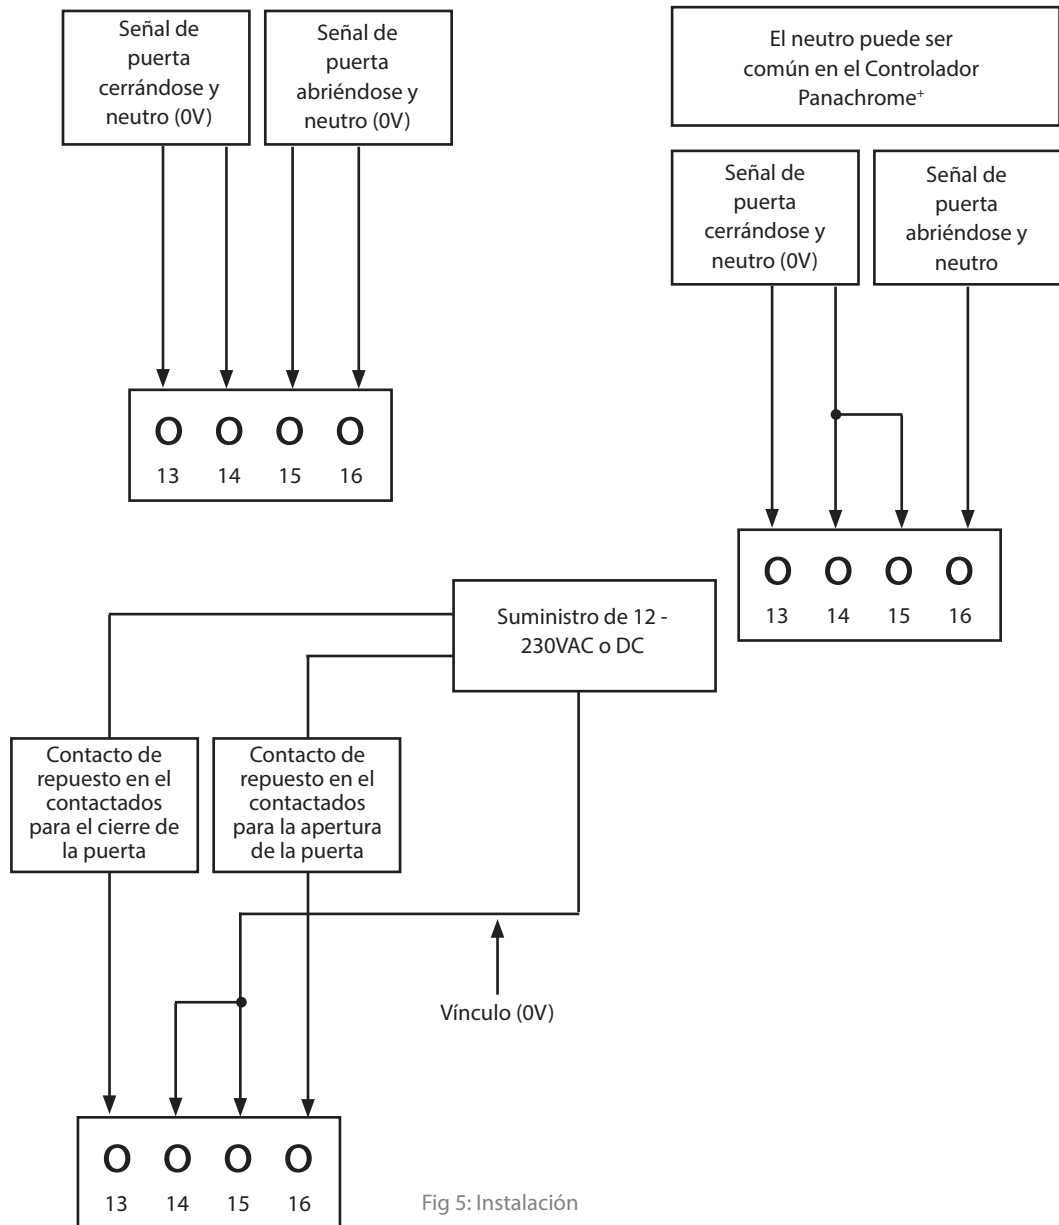 Señal de
puerta
cerrándose y
neutro (0V)
Señal de
puerta
abriéndose y
neutro (0V)
13 14 15 16
El neutro puede ser
común en el Controlador
Panachrome⁺
Señal de
puerta
cerrándose y
neutro (0V)
Señal de
puerta
abriéndose y
neutro
13 14 15 16
Suministro de 12 -
230VAC o DC
Contacto de
repuesto en el
contactados
para el cierre de
la puerta
Contacto de
repuesto en el
contactados
para la apertura
de la puerta
Vínculo (0V)
13 14 15 16
Fig 5: Instalación